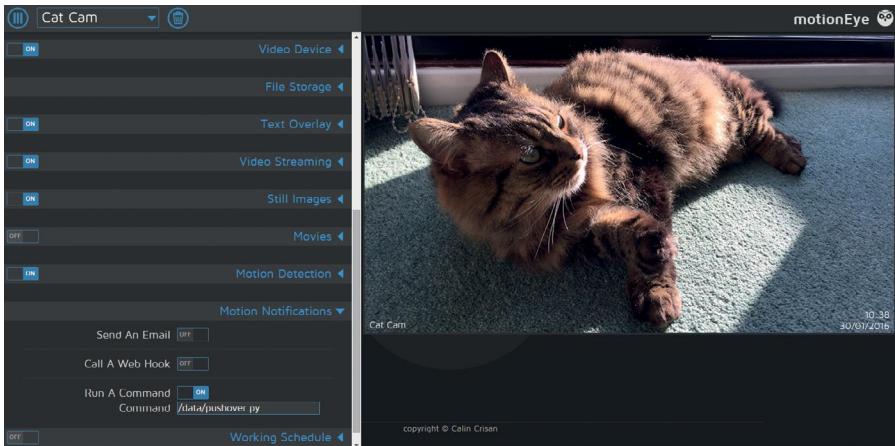 Cat Cam
motionEye
ON Video Device
File Storage
ON Text Overlay
ON Video Streaming
ON Still Images
OFF Movies
ON Motion Detection
Motion Notifications
Send An Email OFF
Call A Web Hook OFF
Run A Command ON
Command /data/pushover.py
OFF Working Schedule
Cat Cam
10:38
30/01/2016
copyright © Calin Crisan